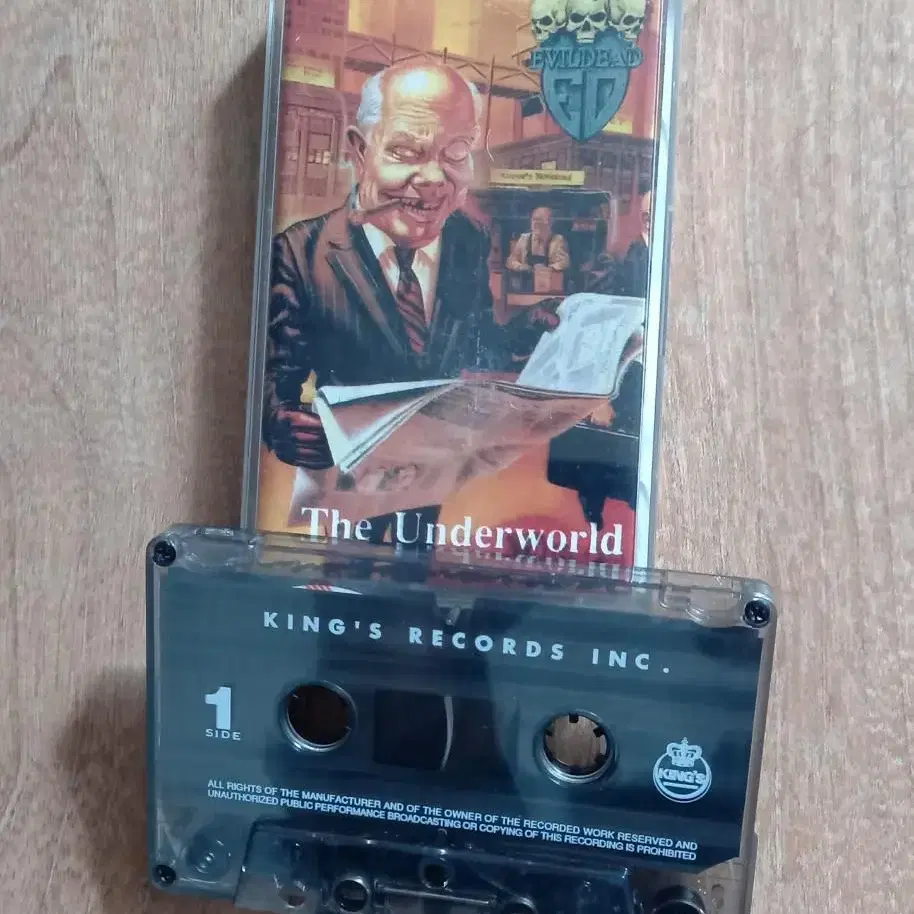 EVILDEAD
ED
The Underworld
KING'S RECORDS INC.
1
SIDE
KING'S
ALL RIGHTS OF THE MANUFACTURER AND OF THE OWNER OF THE RECORDED WORK RESERVED AND
UNAUTHORIZED PUBLIC PERFORMANCE BROADCASTING OR COPYING OF THIS RECORDING IS PROHIBITED